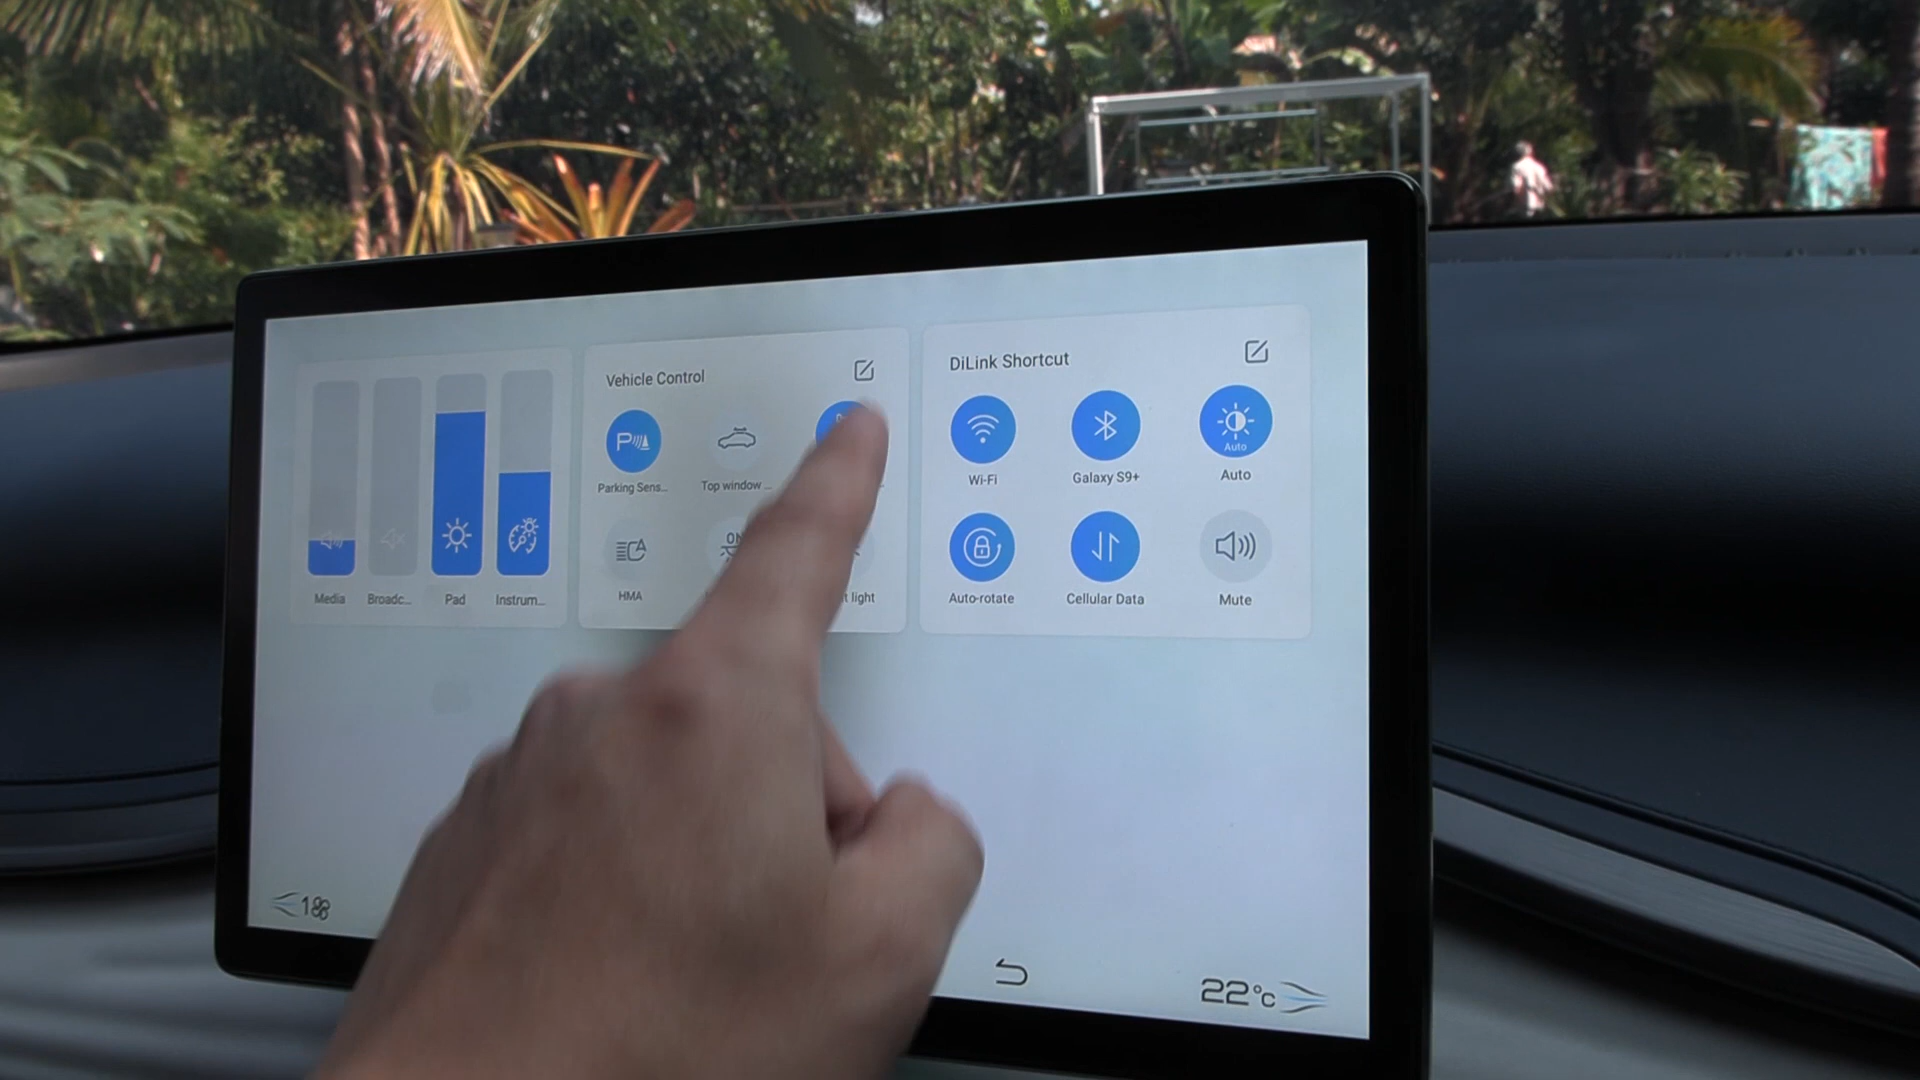 Vehicle Control
DiLink Shortcut
Auto
Parking Sens...
Top window ...
Wi-Fi
Galaxy S9+
Auto
ON
A
Media
Broadc...
Pad
Instrum...
HMA
t light
Auto-rotate
Cellular Data
Mute
22°c